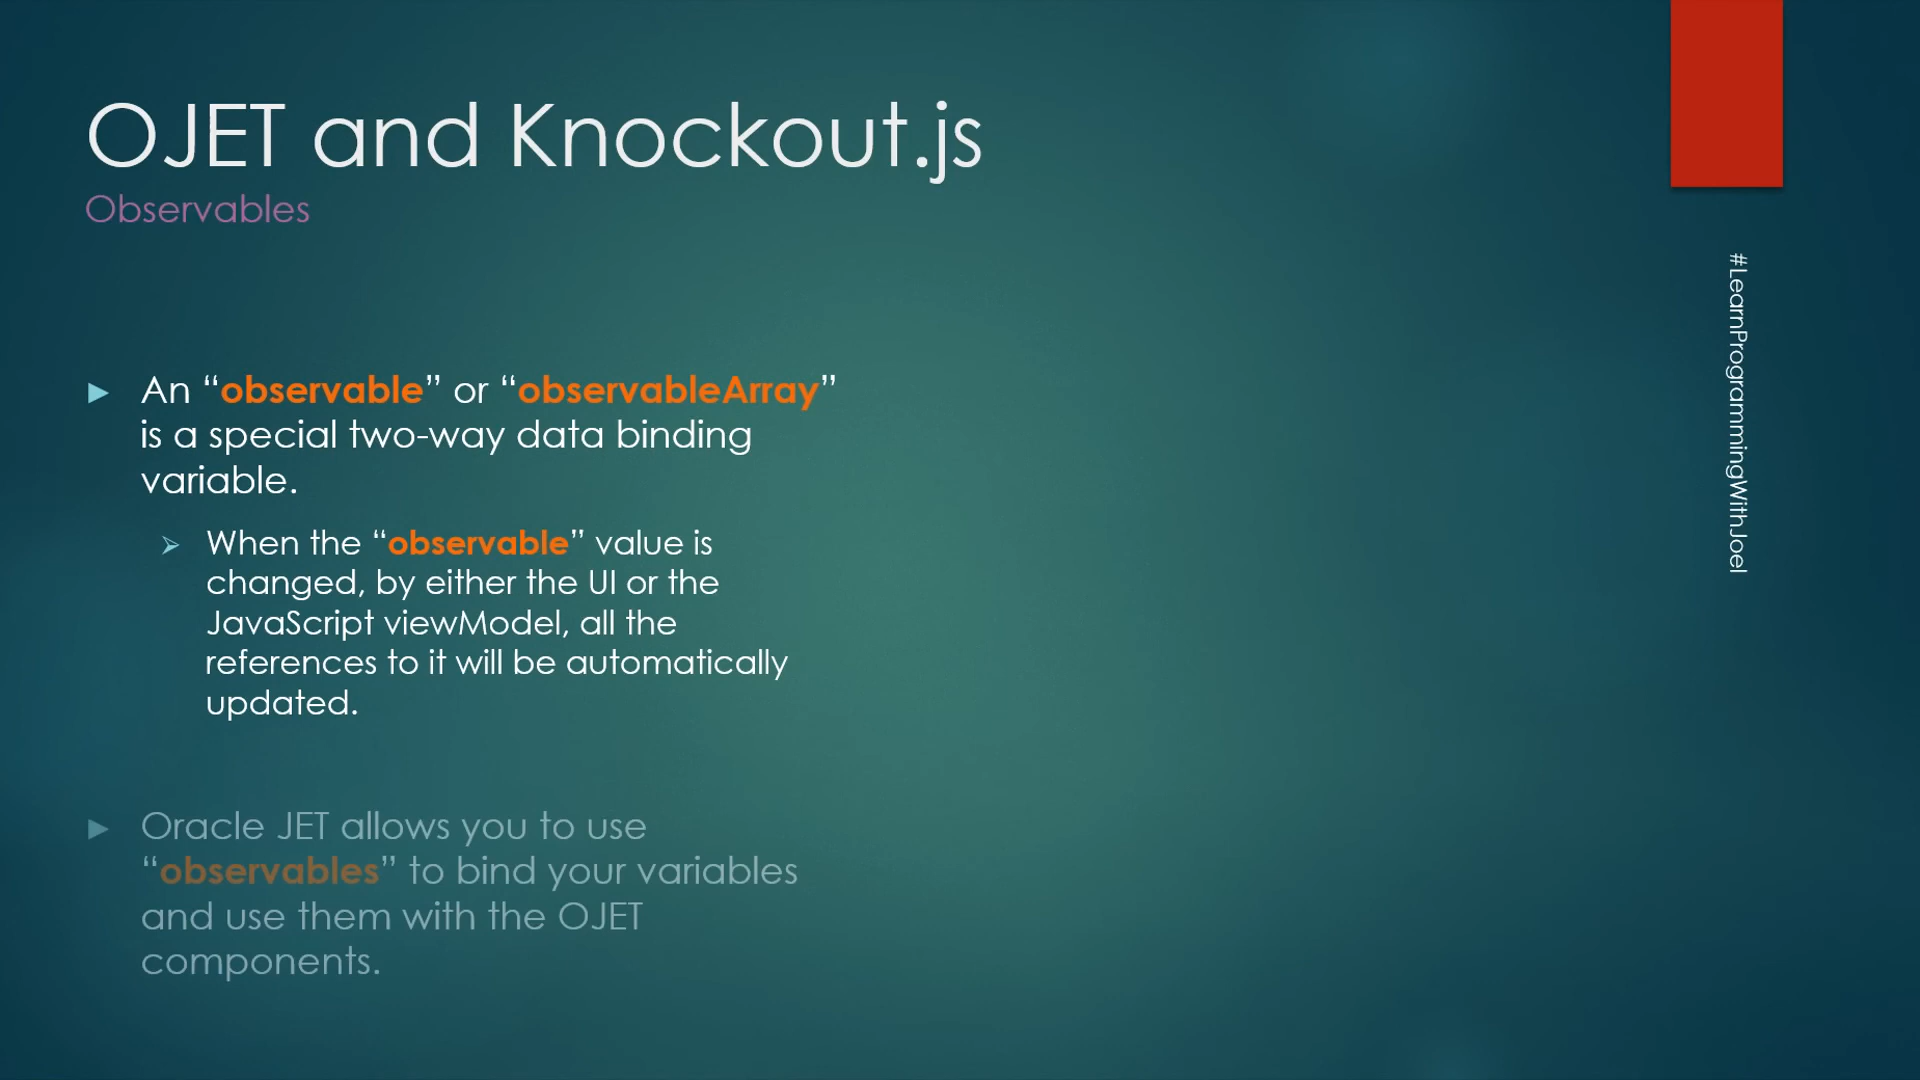 OJET and Knockout.js
Observables
► An “observable” or “observableArray”
is a special two-way data binding
variable.
➢ When the “observable” value is
changed, by either the UI or the
JavaScript viewModel, all the
references to it will be automatically
updated.
► Oracle JET allows you to use
“observables” to bind your variables
and use them with the OJET
components.
#LearnProgrammingWithJoel